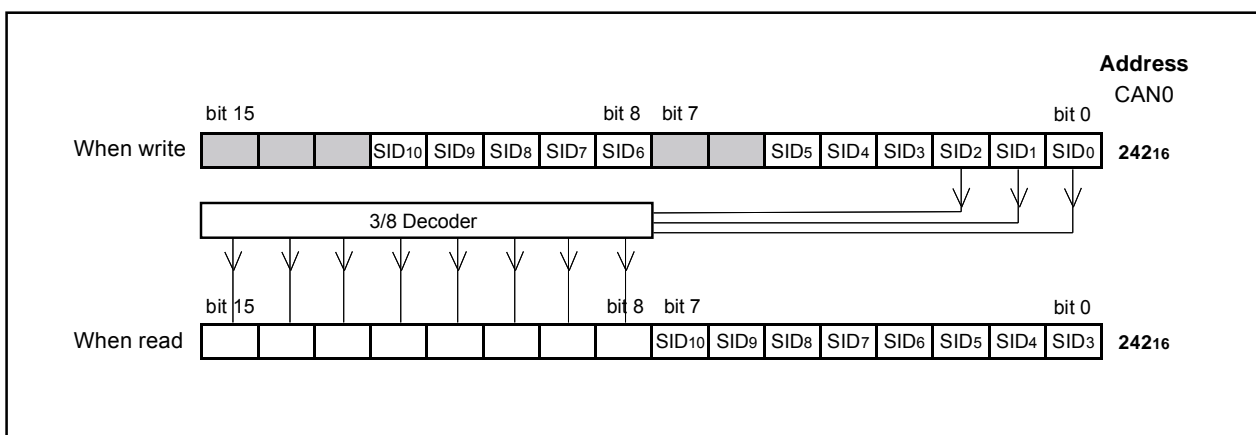 Address
CAN0
bit 15 bit 8 bit 7 bit 0
When write SID10 SID9 SID8 SID7 SID6 SID5 SID4 SID3 SID2 SID1 SID0 24216
3/8 Decoder
bit 15 bit 8 bit 7 bit 0
When read SID10 SID9 SID8 SID7 SID6 SID5 SID4 SID3 24216